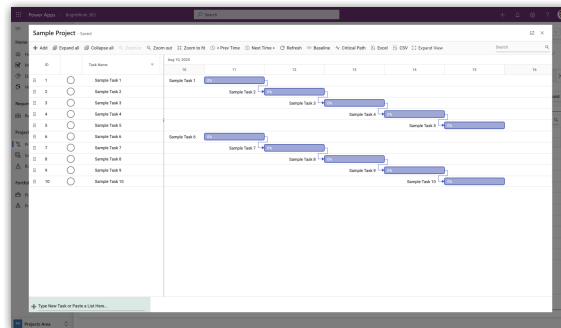 Power Apps BrightWork 365
Search
Sample Project - Saved
Add Expand all Collapse all Zoom in Zoom out Zoom to fit Prev Time Next Time Refresh Baseline Critical Path Excel CSV Expand View Search
ID Task Name
Aug 10, 2025
10 11 12 13 14 15 16
1 Sample Task 1 Sample Task 1 0%
2 Sample Task 2 Sample Task 2 0%
3 Sample Task 3 Sample Task 3 0%
4 Sample Task 4 Sample Task 4 0%
5 Sample Task 5 Sample Task 5 0%
6 Sample Task 6 Sample Task 6 0%
7 Sample Task 7 Sample Task 7 0%
8 Sample Task 8 Sample Task 8 0%
9 Sample Task 9 Sample Task 9 0%
10 Sample Task 10 Sample Task 10 0%
Type New Task or Paste a List Here...
Projects Area